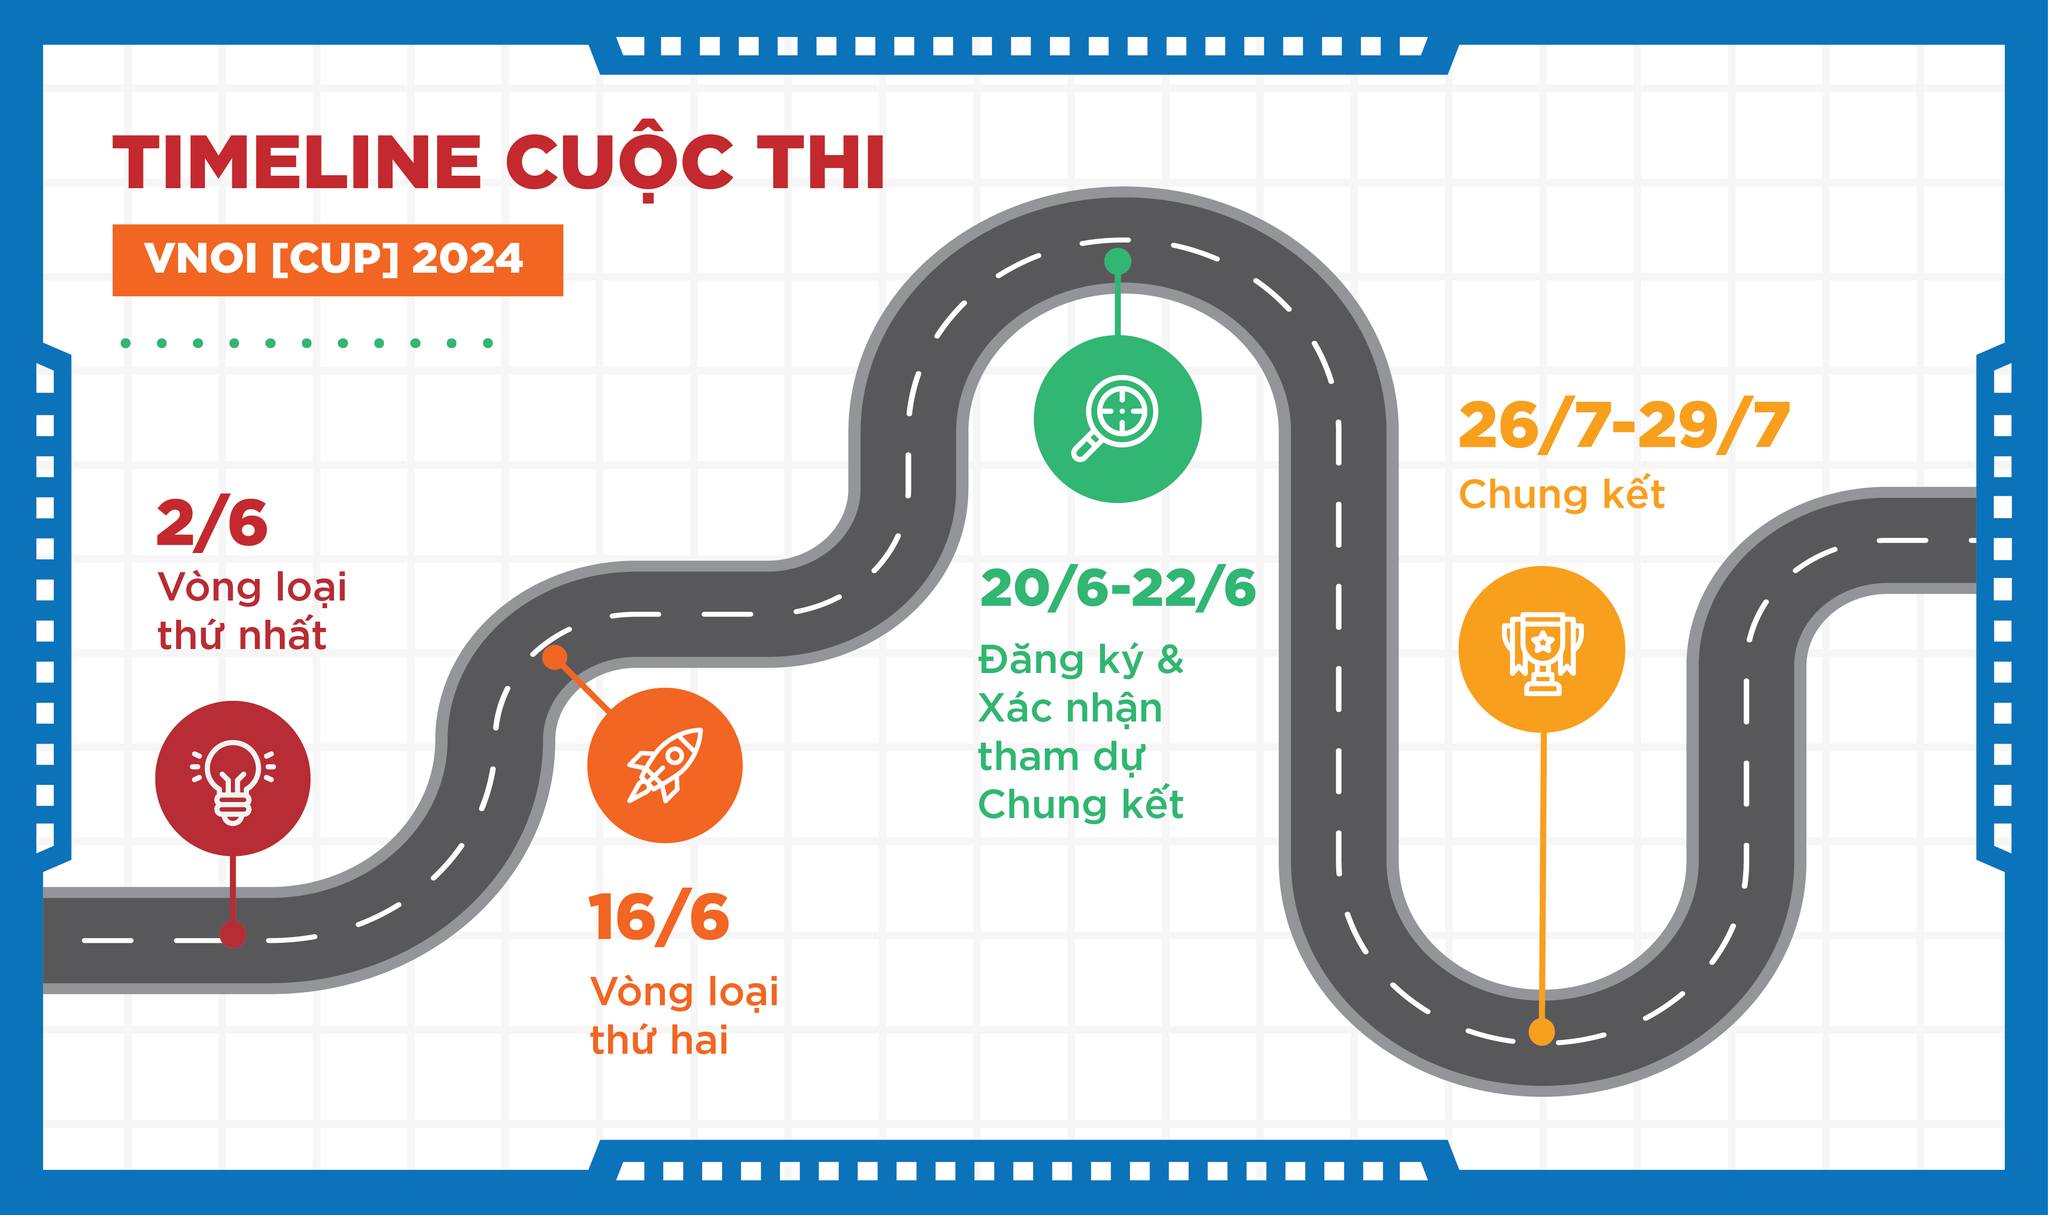 TIMELINE CUỘC THI
VNOI [CUP] 2024
2/6
Vòng loại
thứ nhất
16/6
Vòng loại
thứ hai
20/6-22/6
Đăng ký &
Xác nhận
tham dự
Chung kết
26/7-29/7
Chung kết